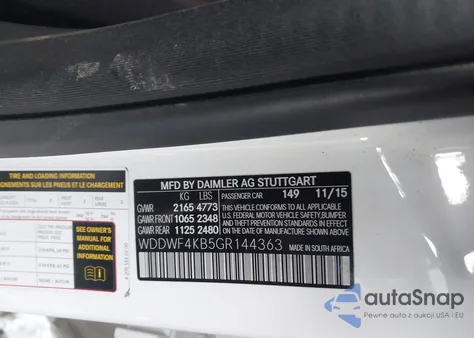 TIRE AND LOADING INFORMATION
RENSEIGNEMENTS SUR LES PNEUS ET LE CHARGEMENT
SEE OWNER'S
MANUAL FOR
ADDITIONAL
INFORMATION
MFD BY DAIMLER AG STUTTGART
KG LBS PASSENGER CAR 149 11/15
GVWR 2165 4773
GAWR FRONT 1065 2348
GAWR REAR 1125 2480
THIS VEHICLE CONFORMS TO ALL APPLICABLE
U.S. FEDERAL MOTOR VEHICLE SAFETY, BUMPER,
AND THEFT PREVENTION STANDARDS IN EFFECT
ON THE DATE OF MANUFACTURE SHOWN ABOVE.
WDDWF4KB5GR144363
MADE IN SOUTH AFRICA
autaSnap
Pewne auta z aukcji USA i EU